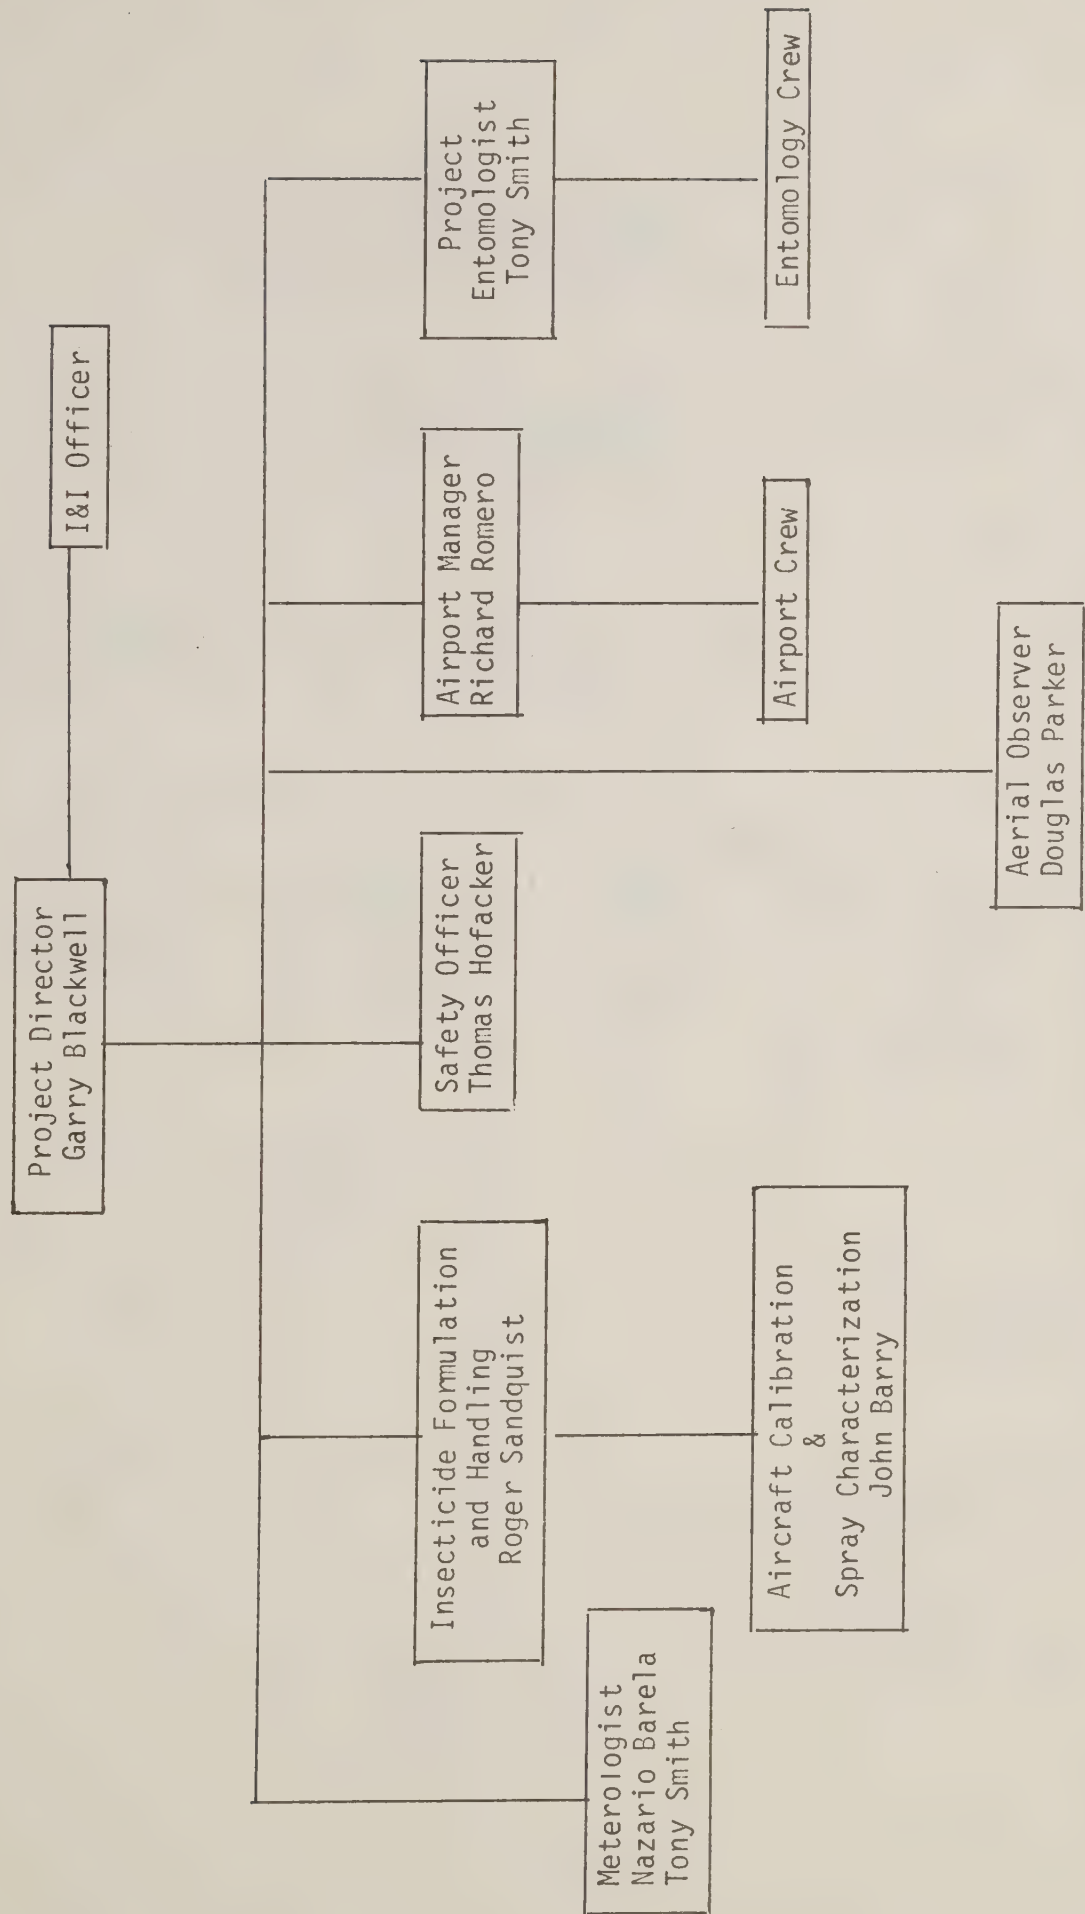 Project Director
Garry Blackwell
I&I Officer
Meterologist
Nazario Barela
Tony Smith
Insecticide Formulation
and Handling
Roger Sandquist
Aircraft Calibration
&
Spray Characterization
John Barry
Safety Officer
Thomas Hofacker
Aerial Observer
Douglas Parker
Airport Manager
Richard Romero
Airport Crew
Project
Entomologist
Tony Smith
Entomology Crew